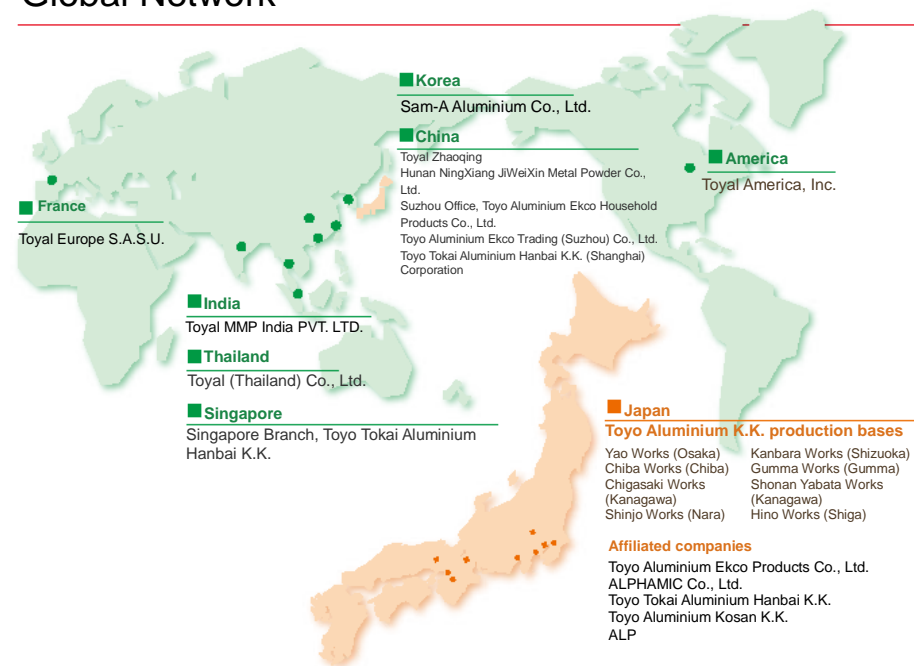 Global Network
Korea
Sam-A Aluminium Co., Ltd.
China
Toyal Zhaoqing
Hunan NingXiang JiWeiXin Metal Powder Co.,
Ltd.
Suzhou Office, Toyo Aluminium Ekco Household
Products Co., Ltd.
Toyo Aluminium Ekco Trading (Suzhou) Co., Ltd.
Toyo Tokai Aluminium Hanbai K.K. (Shanghai)
Corporation
America
Toyal America, Inc.
France
Toyal Europe S.A.S.U.
India
Toyal MMP India PVT. LTD.
Thailand
Toyal (Thailand) Co., Ltd.
Singapore
Singapore Branch, Toyo Tokai Aluminium
Hanbai K.K.
Japan
Toyo Aluminium K.K. production bases
Yao Works (Osaka)
Chiba Works (Chiba)
Chigasaki Works
(Kanagawa)
Shinjo Works (Nara)
Kanbara Works (Shizuoka)
Gumma Works (Gumma)
Shonan Yabata Works
(Kanagawa)
Hino Works (Shiga)
Affiliated companies
Toyo Aluminium Ekco Products Co., Ltd.
ALPHAMIC Co., Ltd.
Toyo Tokai Aluminium Hanbai K.K.
Toyo Aluminium Kosan K.K.
ALP